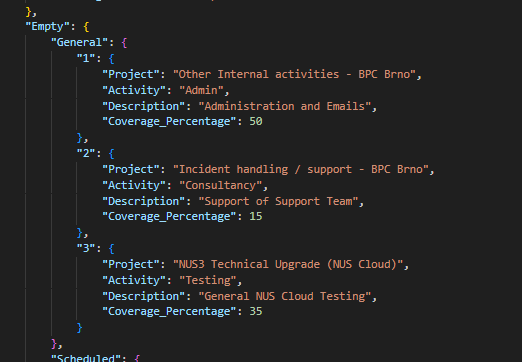 },
"Empty": {
"General": {
"1": {
"Project": "Other Internal activities - BPC Brno",
"Activity": "Admin",
"Description": "Administration and Emails",
"Coverage_Percentage": 50
},
"2": {
"Project": "Incident handling / support - BPC Brno",
"Activity": "Consultancy",
"Description": "Support of Support Team",
"Coverage_Percentage": 15
},
"3": {
"Project": "NUS3 Technical Upgrade (NUS Cloud)",
"Activity": "Testing",
"Description": "General NUS Cloud Testing",
"Coverage_Percentage": 35
}
},
"Scheduled": {